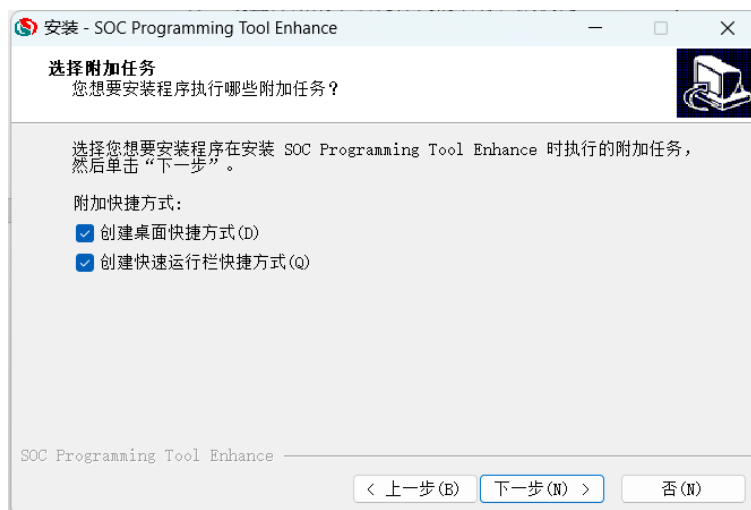 安装 - SOC Programming Tool Enhance
选择附加任务
您想要安装程序执行哪些附加任务？
选择您想要安装程序在安装 SOC Programming Tool Enhance 时执行的附加任务，
然后单击“下一步”。
附加快捷方式:
创建桌面快捷方式(D)
创建快速运行栏快捷方式(Q)
SOC Programming Tool Enhance
< 上一步(B)
下一步(N) >
否(N)